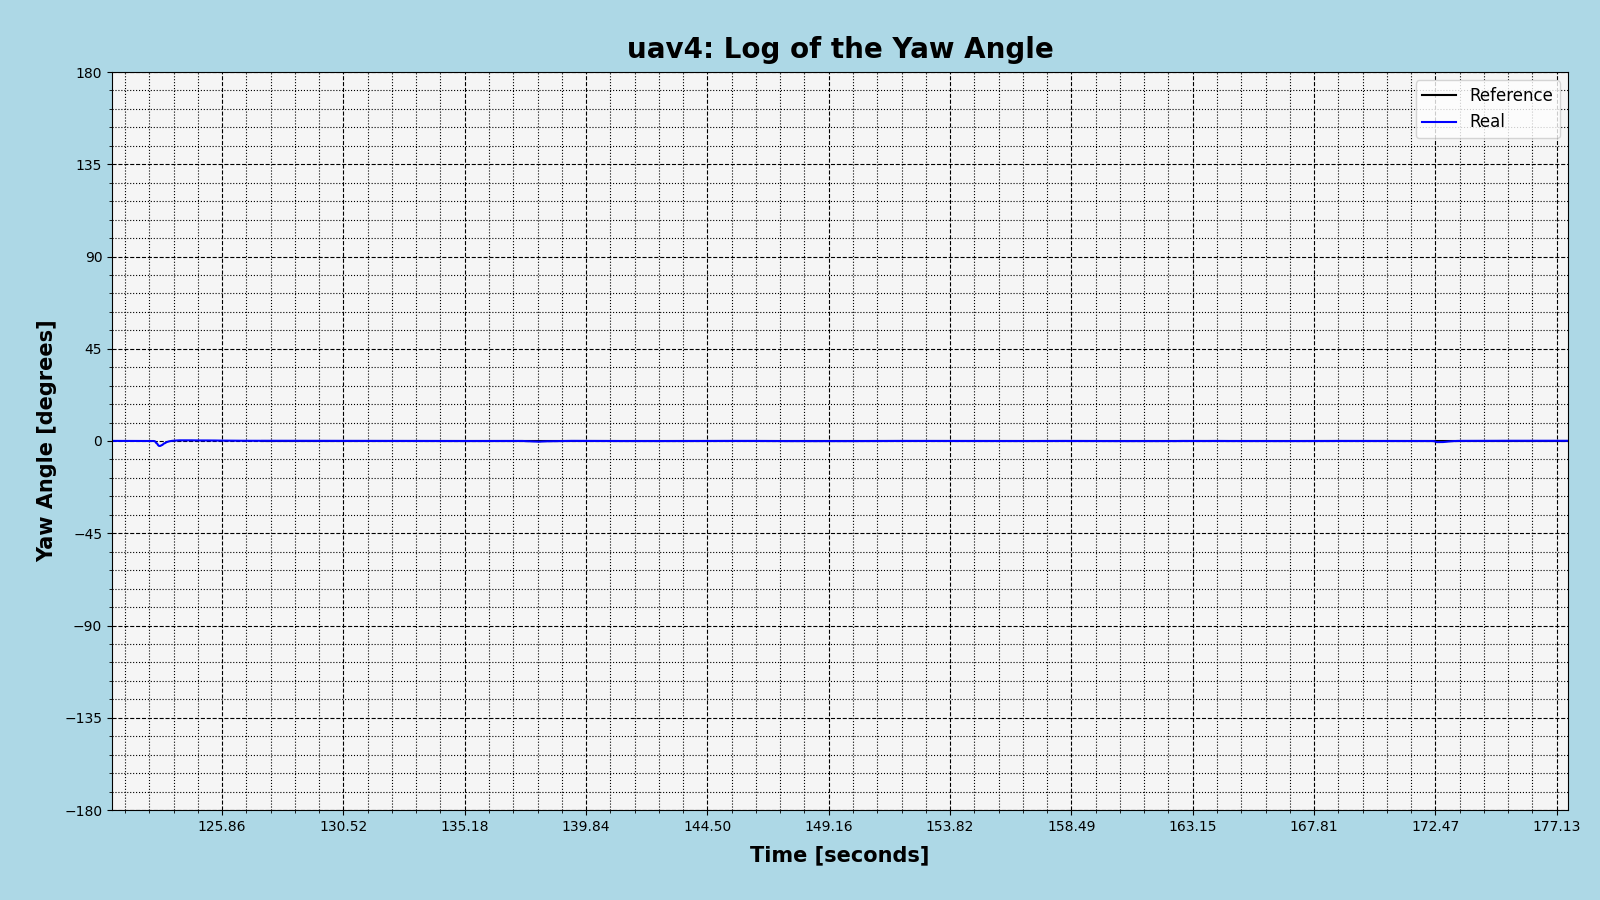 uav4: Log of the Yaw Angle
Reference
Real
Yaw Angle [degrees]
180
135
90
45
0
−45
−90
−135
−180
125.86 130.52 135.18 139.84 144.50 149.16 153.82 158.49 163.15 167.81 172.47 177.13
Time [seconds]